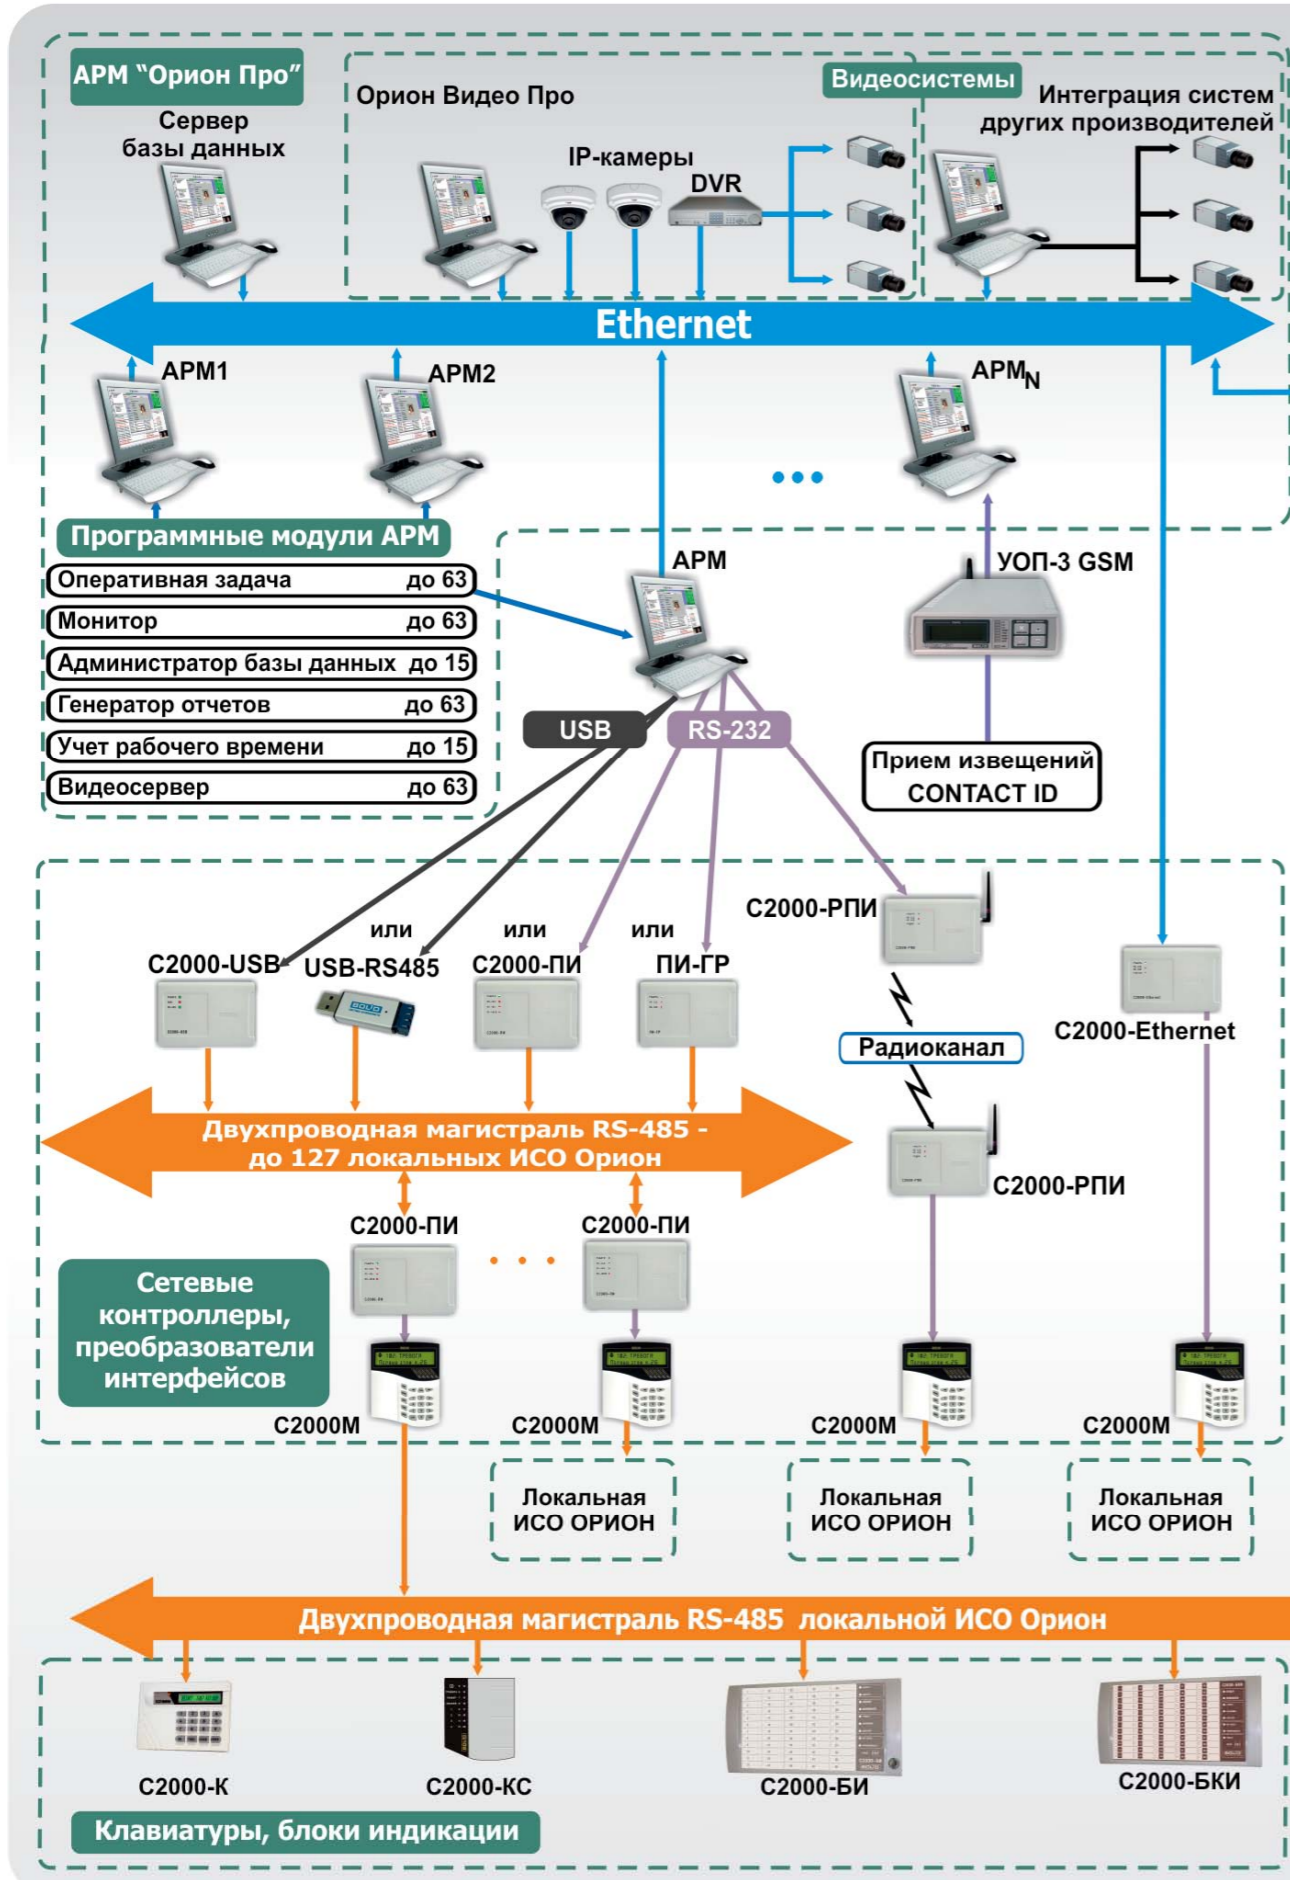 АРМ “Орион Про”
Видеосистемы
Орион Видео Про
Интеграция систем
других производителей
Сервер
базы данных
IP-камеры
DVR
Ethernet
АРМ1
АРМ2
АРМN
Программные модули АРМ
Оперативная задача до 63
Монитор до 63
Администратор базы данных до 15
Генератор отчетов до 63
Учет рабочего времени до 15
Видеосервер до 63
АРМ
УОП-3 GSM
USB
RS-232
Прием извещений
CONTACT ID
С2000-РПИ
или
или
или
С2000-USB
USB-RS485
С2000-ПИ
ПИ-ГР
BOLID
С2000-Ethernet
Радиоканал
Двухпроводная магистраль RS-485 -
до 127 локальных ИСО Орион
С2000-РПИ
С2000-ПИ
С2000-ПИ
Сетевые
контроллеры,
преобразователи
интерфейсов
С2000М
С2000М
С2000М
С2000М
Локальная
ИСО ОРИОН
Локальная
ИСО ОРИОН
Локальная
ИСО ОРИОН
Двухпроводная магистраль RS-485 локальной ИСО Орион
С2000-К
С2000-КС
С2000-БИ
С2000-БКИ
Клавиатуры, блоки индикации